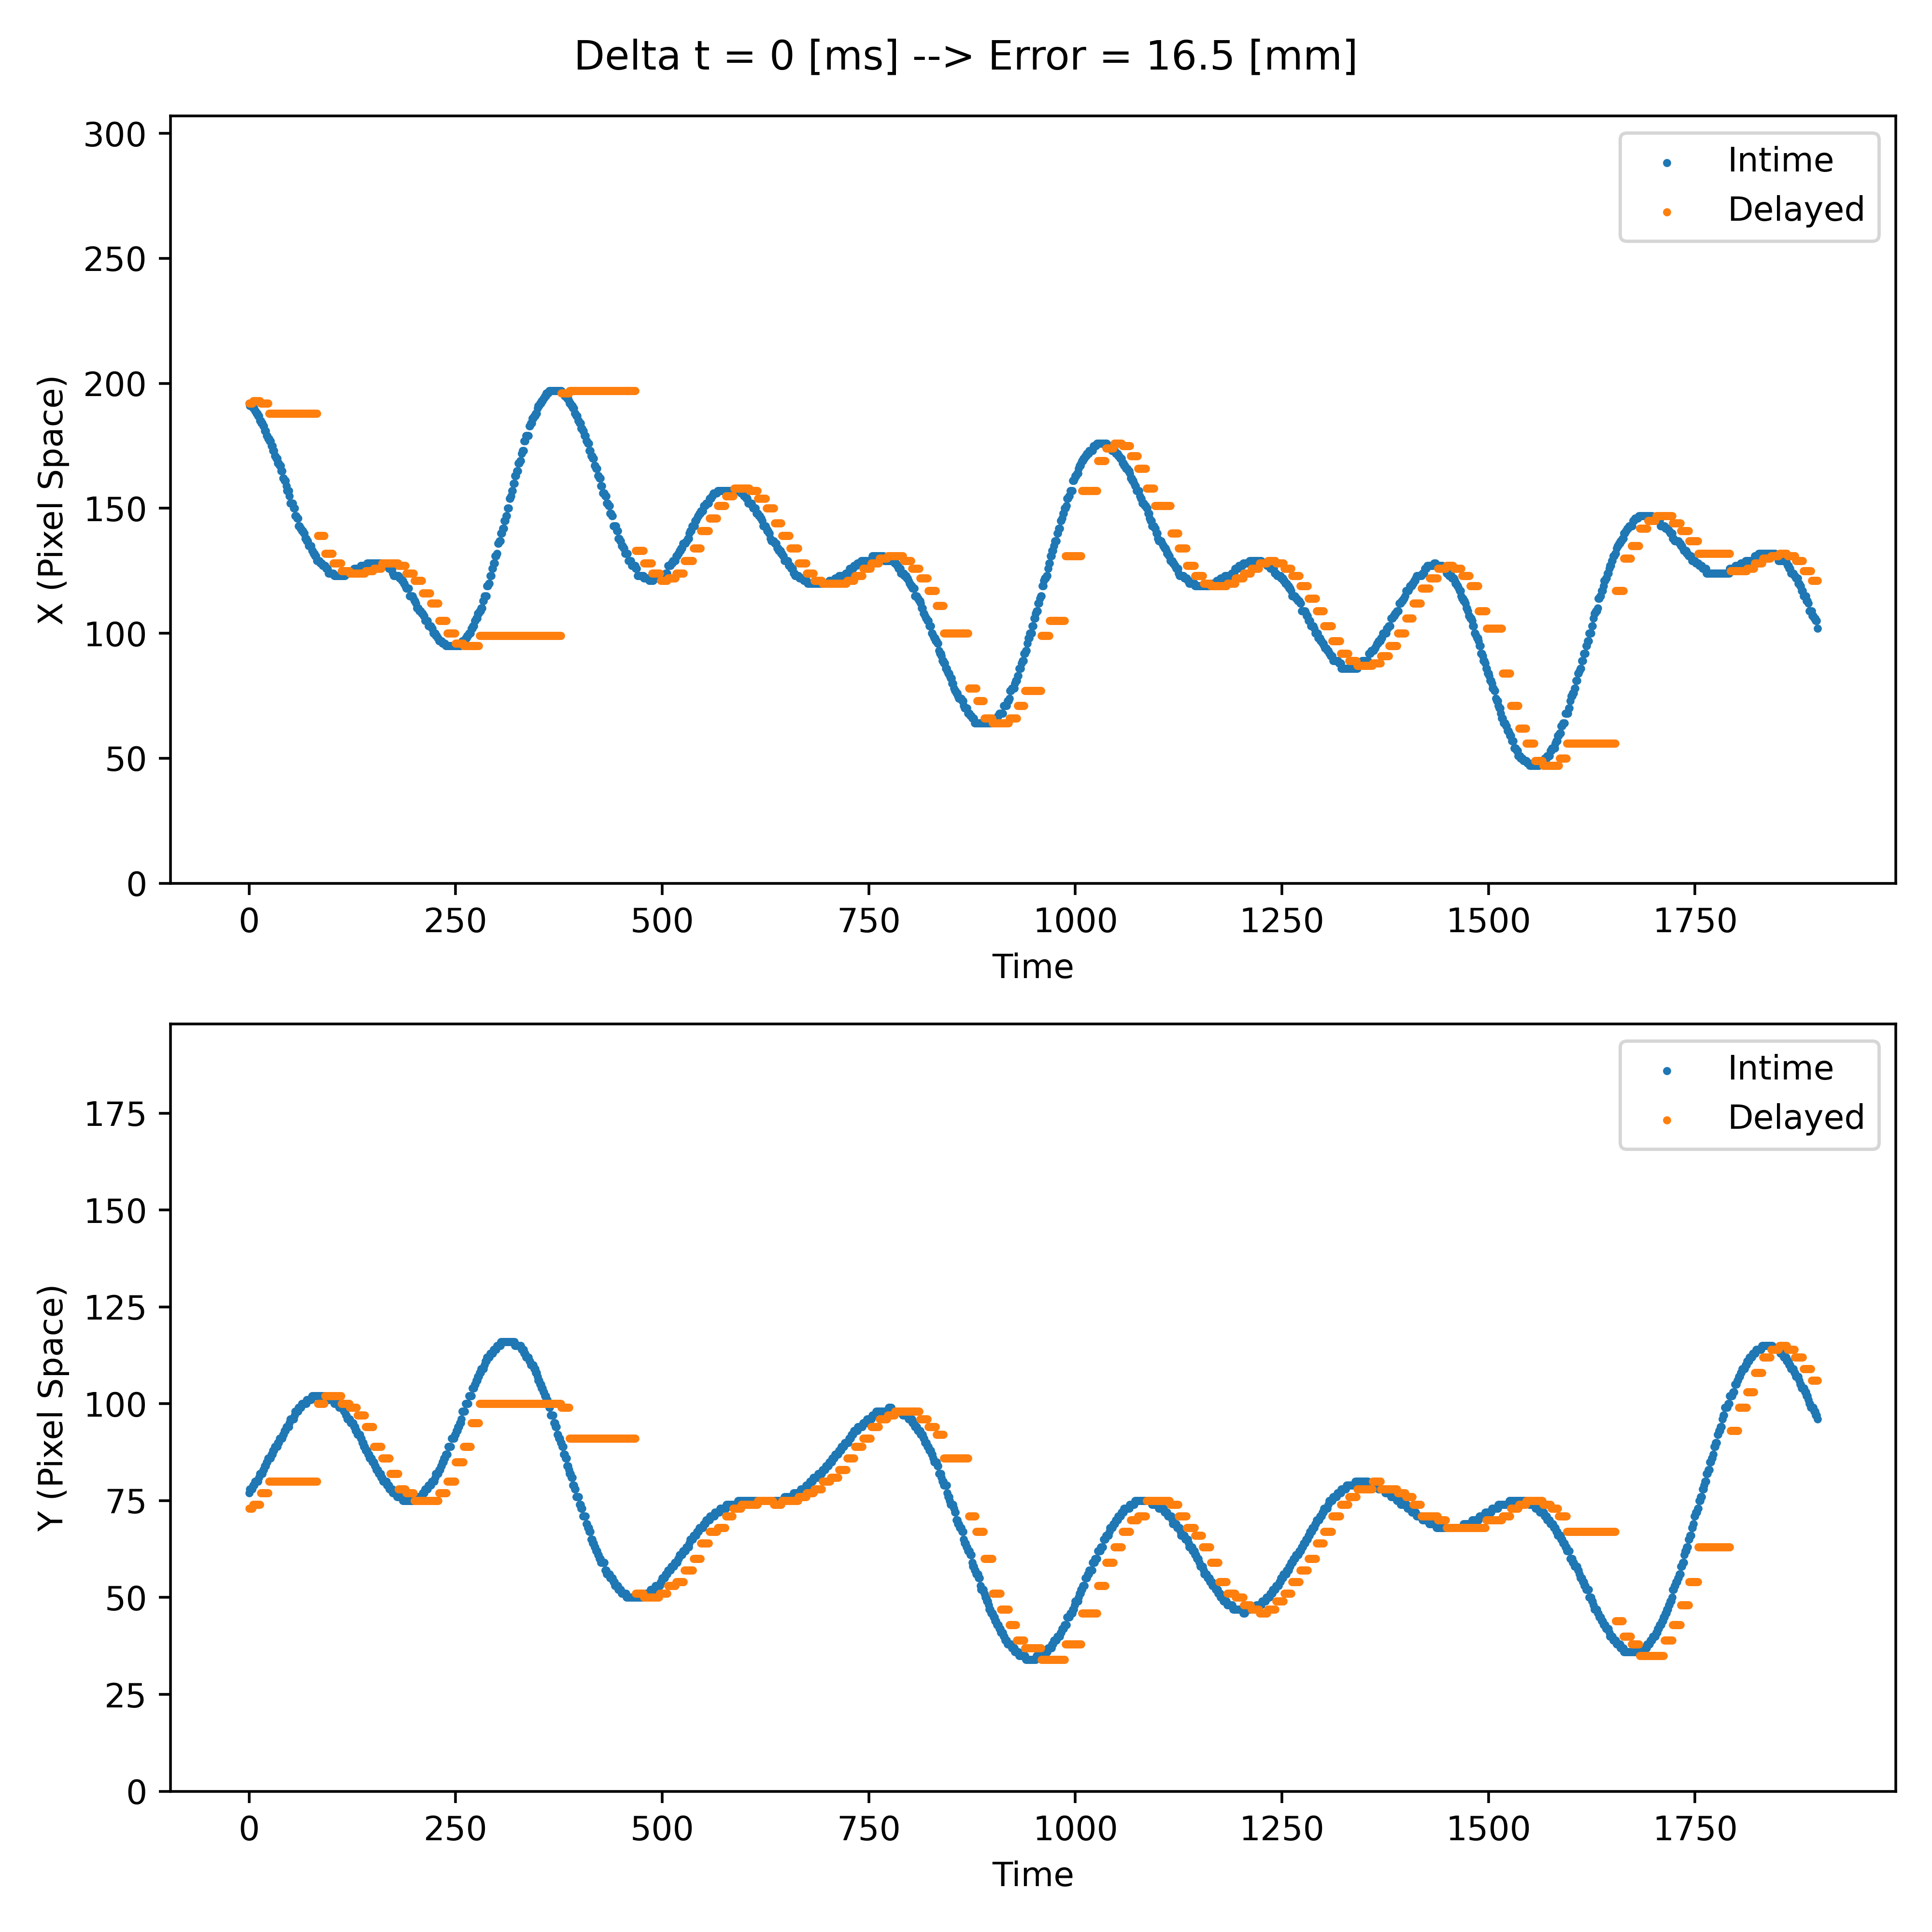 Delta t = 0 [ms] --> Error = 16.5 [mm]
300
250
200
150
100
50
0
X (Pixel Space)
Intime
Delayed
0 250 500 750 1000 1250 1500 1750
Time
175
150
125
100
75
50
25
0
Y (Pixel Space)
Intime
Delayed
0 250 500 750 1000 1250 1500 1750
Time